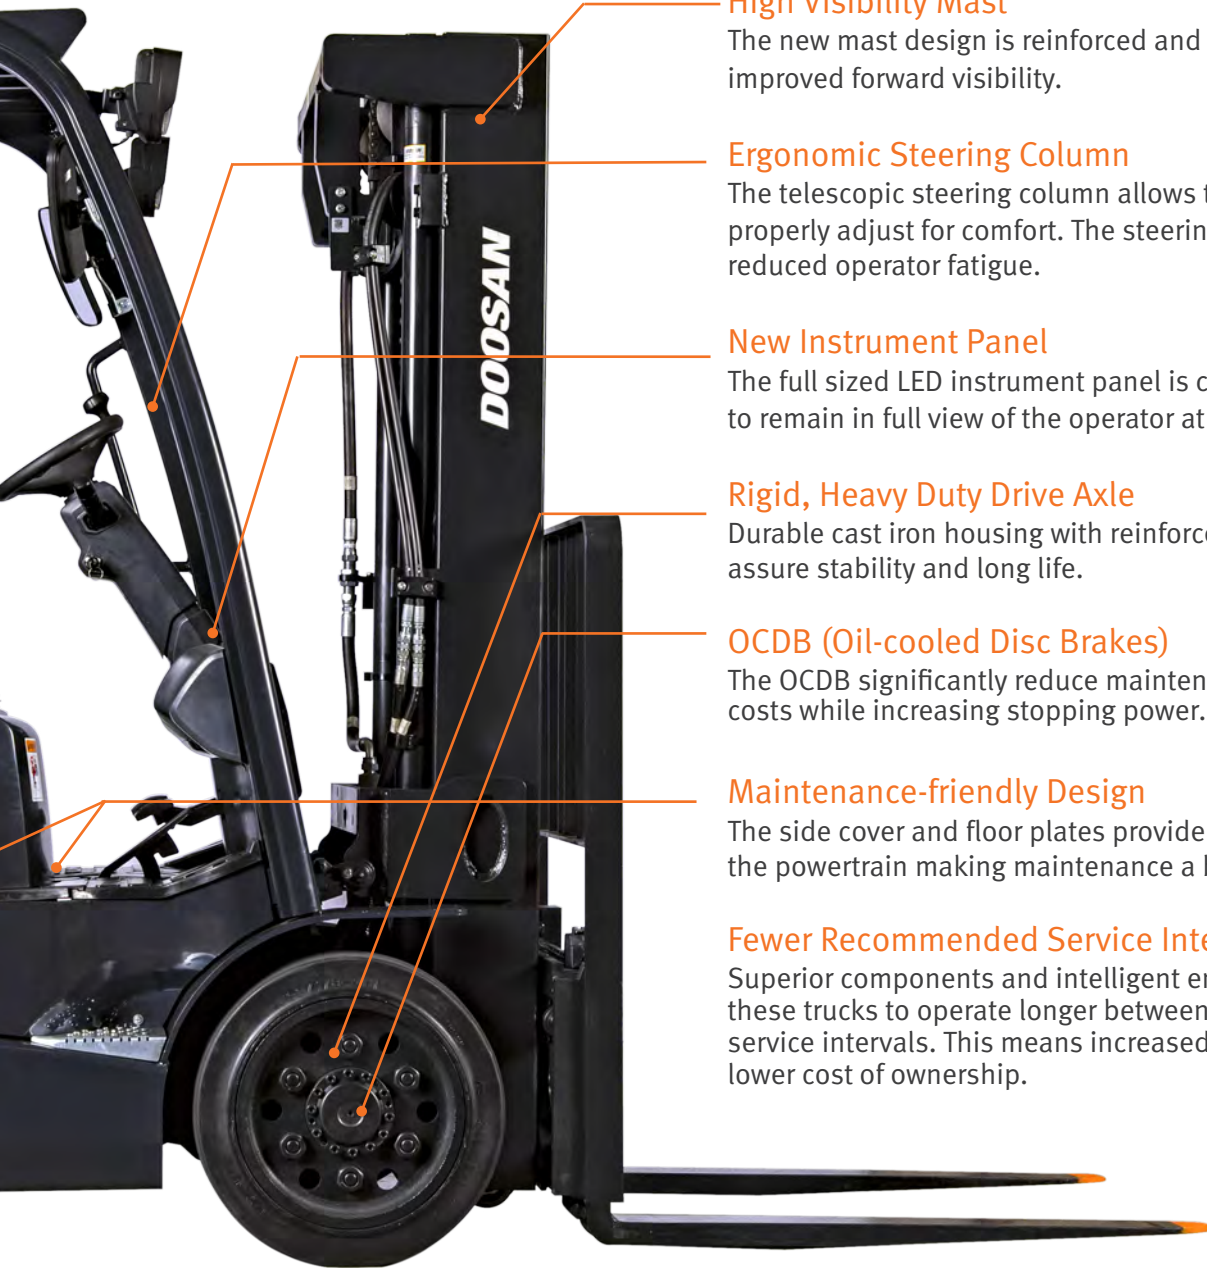 High Visibility Mast
The new mast design is reinforced and
improved forward visibility.
Ergonomic Steering Column
The telescopic steering column allows
properly adjust for comfort. The
reduced operator fatigue.
New Instrument Panel
The full sized LED instrument panel is
to remain in full view of the operator at
Rigid, Heavy Duty Drive Axle
Durable cast iron housing with
assure stability and long life.
OCDB (Oil-cooled Disc Brakes)
The OCDB significantly reduce
costs while increasing stopping power.
Maintenance-friendly Design
The side cover and floor plates provide
the powertrain making maintenance a
Fewer Recommended Service
Superior components and intelligent
these trucks to operate longer between
service intervals. This means increased
lower cost of ownership.
DOOSAN